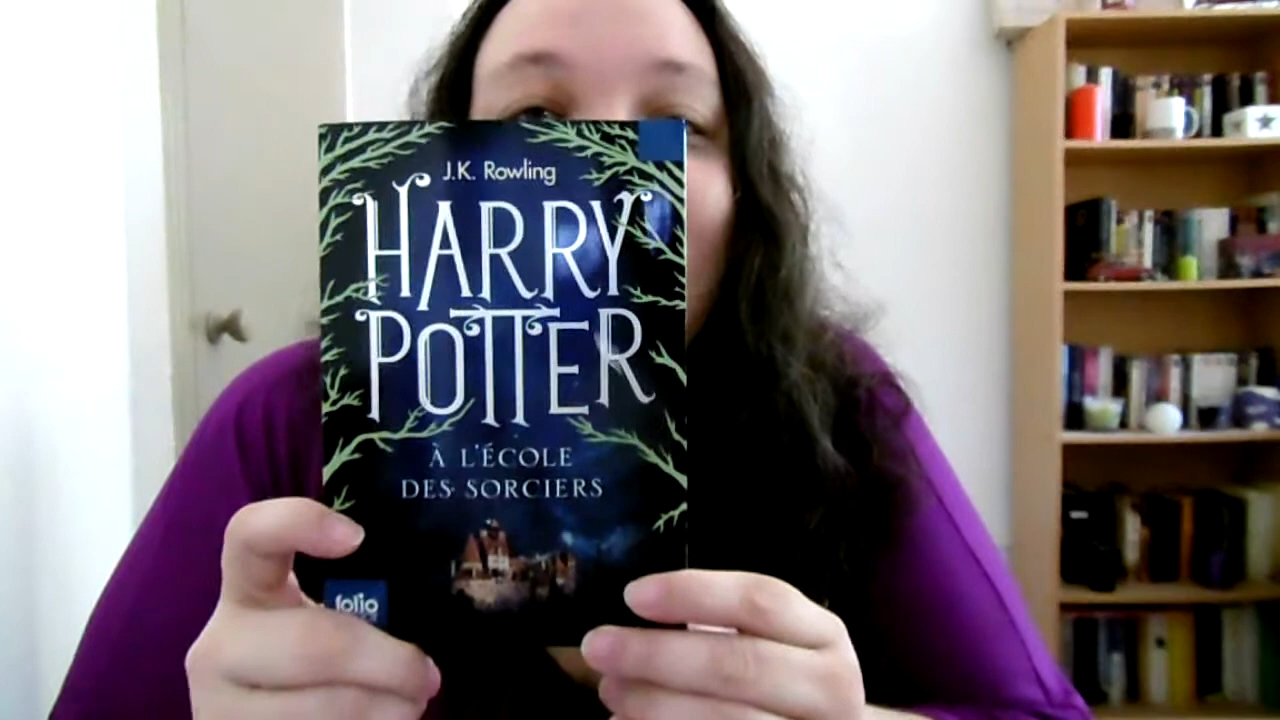 J.K. Rowling
HARRY
POTTER
À L'ÉCOLE
DES SORCIERS
folio